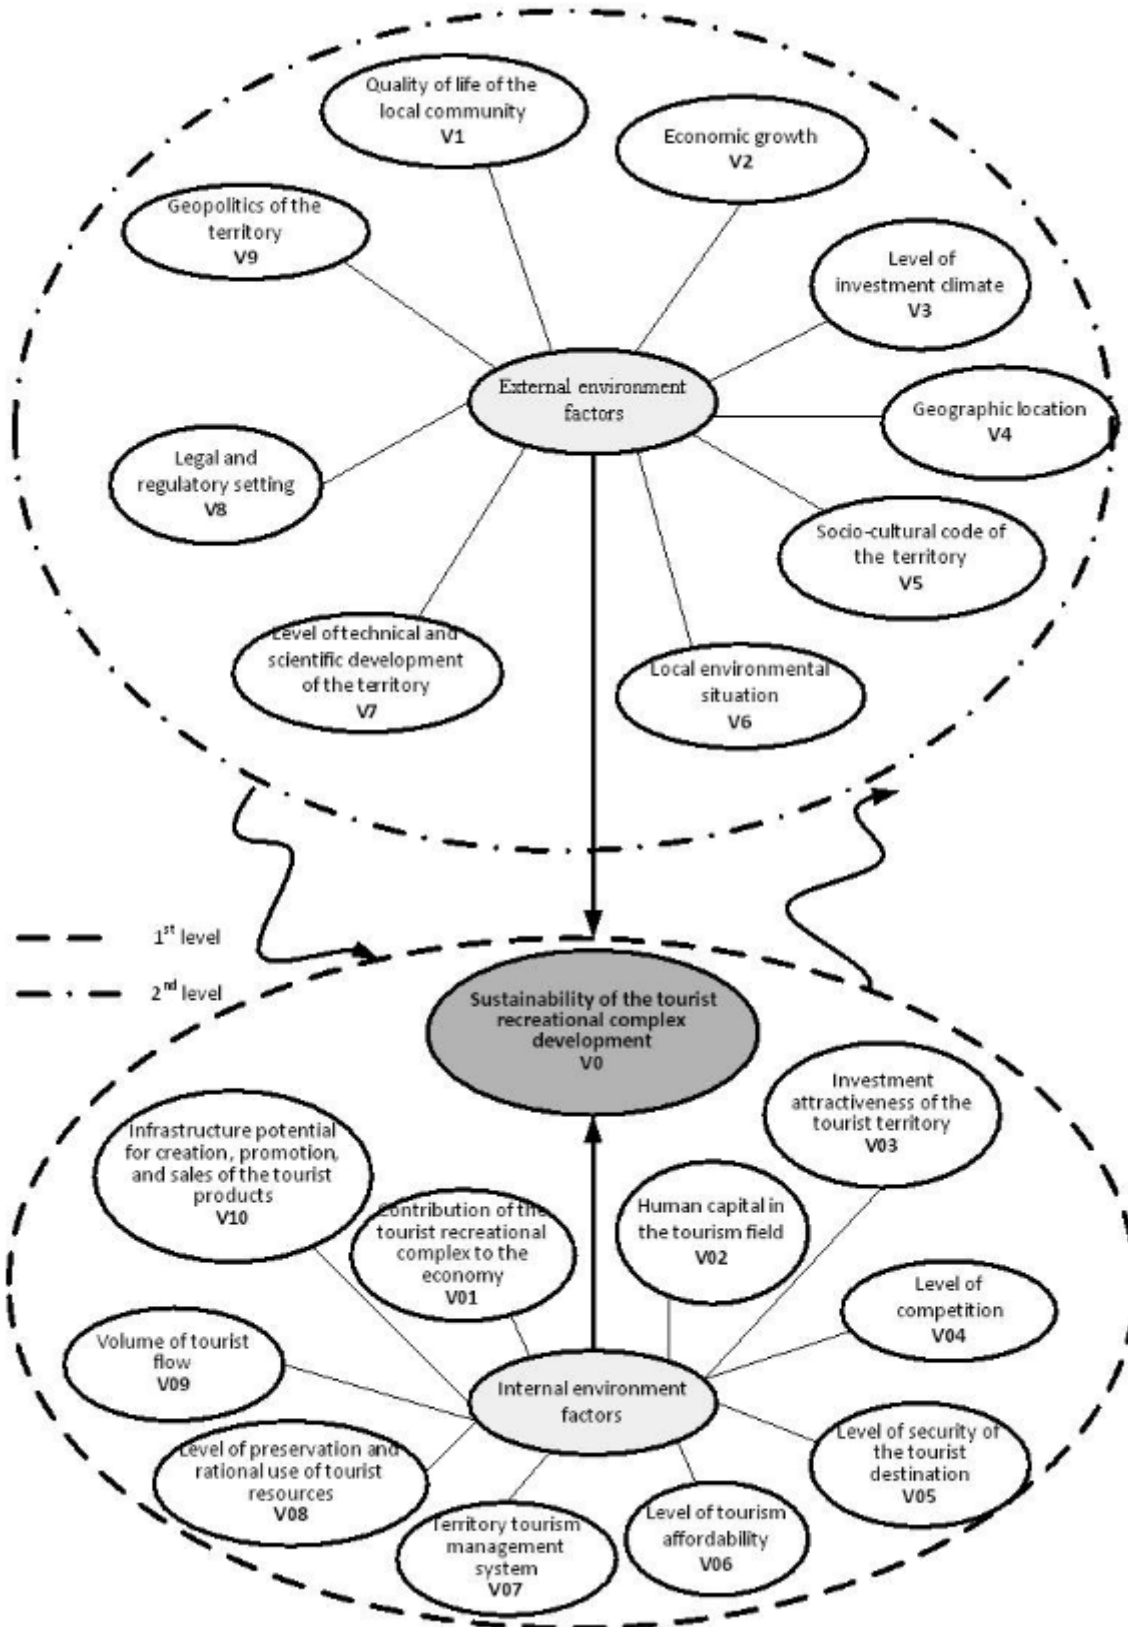 Quality of life of the
local community
V1
Economic growth
V2
Geopolitics of the
territory
V9
Level of
investment climate
V3
External environment
factors
Geographic location
V4
Legal and
regulatory setting
V8
Socio-cultural code of
the territory
V5
Level of technical and
scientific development
of the territory
V7
Local environmental
situation
V6
1st level
2nd level
Sustainability of the tourist
recreational complex
development
V0
Investment
attractiveness of the
tourist territory
V03
Infrastructure potential
for creation, promotion,
and sales of the tourist
products
V10
Contribution of the
tourist recreational
complex to the
economy
V01
Human capital in
the tourism field
V02
Level of
competition
V04
Volume of tourist
flow
V09
Internal environment
factors
Level of preservation and
rational use of tourist
resources
V08
Level of security of
the tourist
destination
V05
Territory tourism
management
system
V07
Level of tourism
affordability
V06